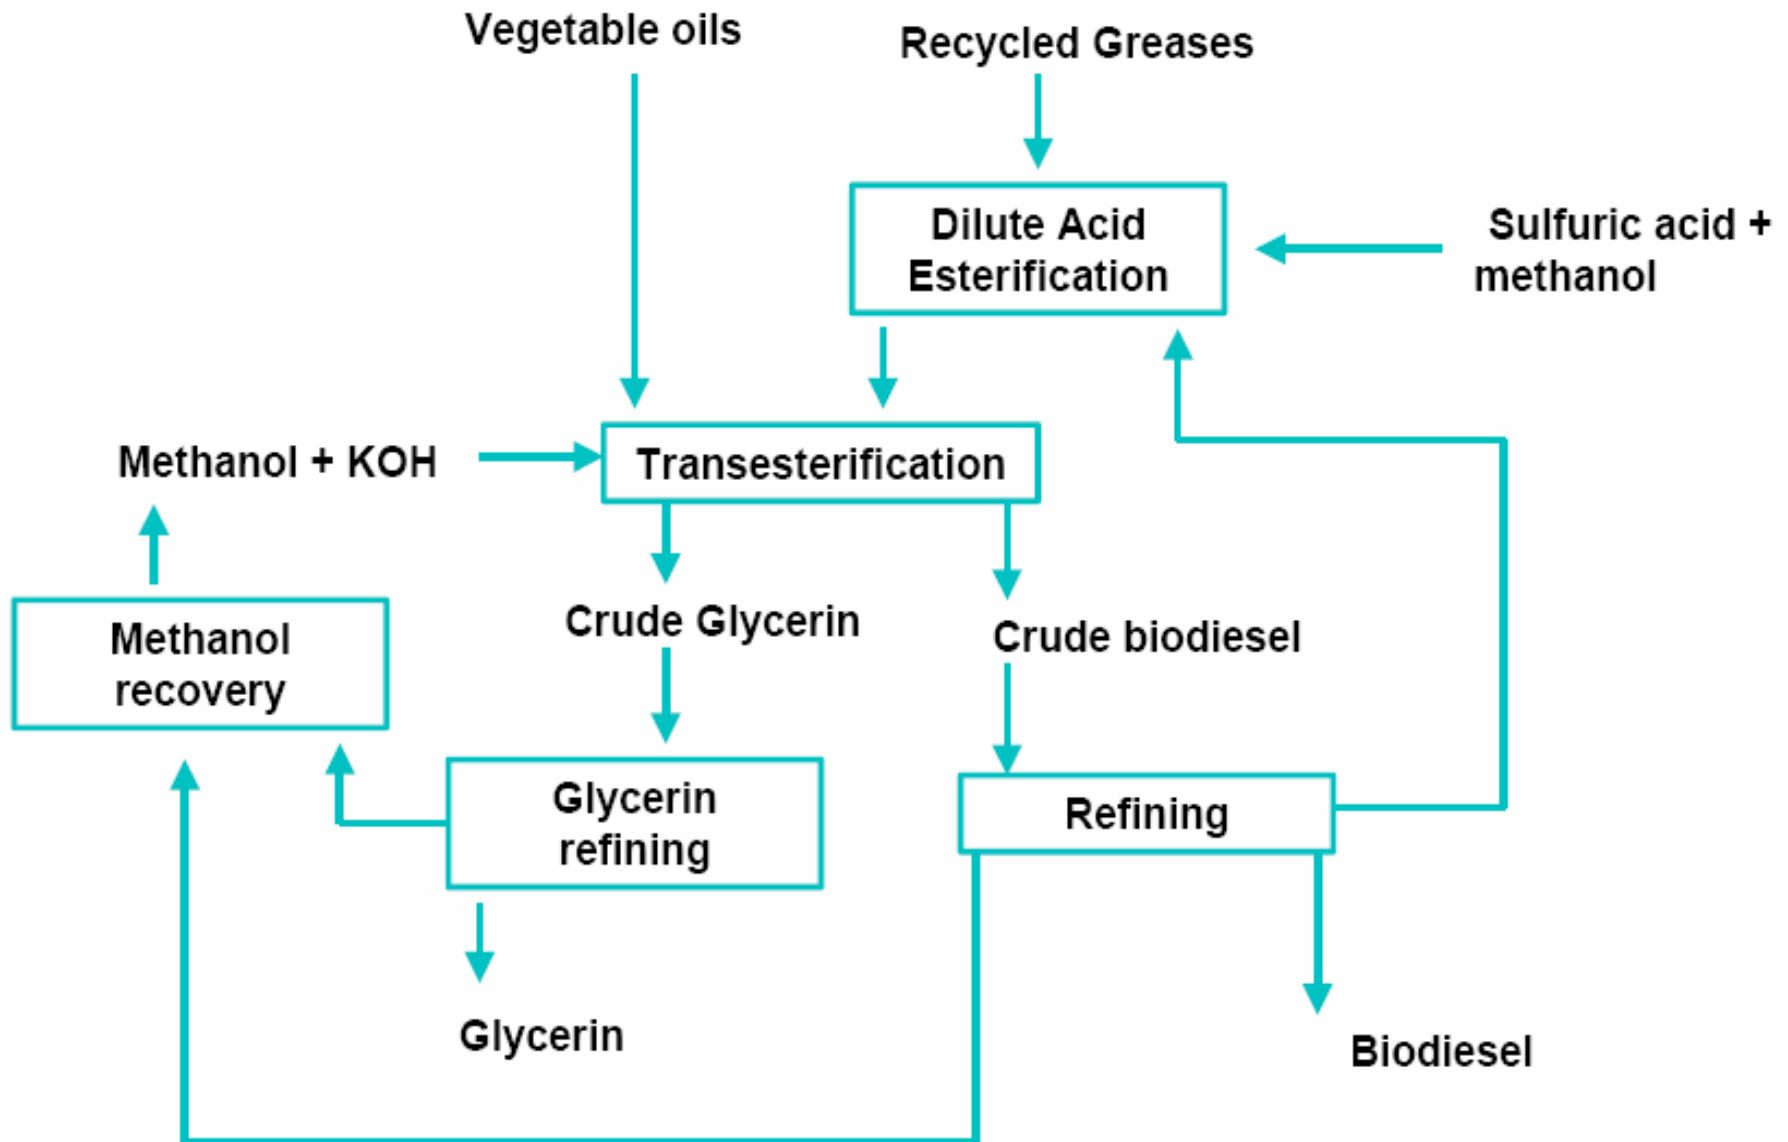 Vegetable oils
Recycled Greases
Dilute Acid
Esterification
Sulfuric acid +
methanol
Methanol + KOH
Transesterification
Methanol
recovery
Crude Glycerin
Crude biodiesel
Glycerin
refining
Refining
Glycerin
Biodiesel